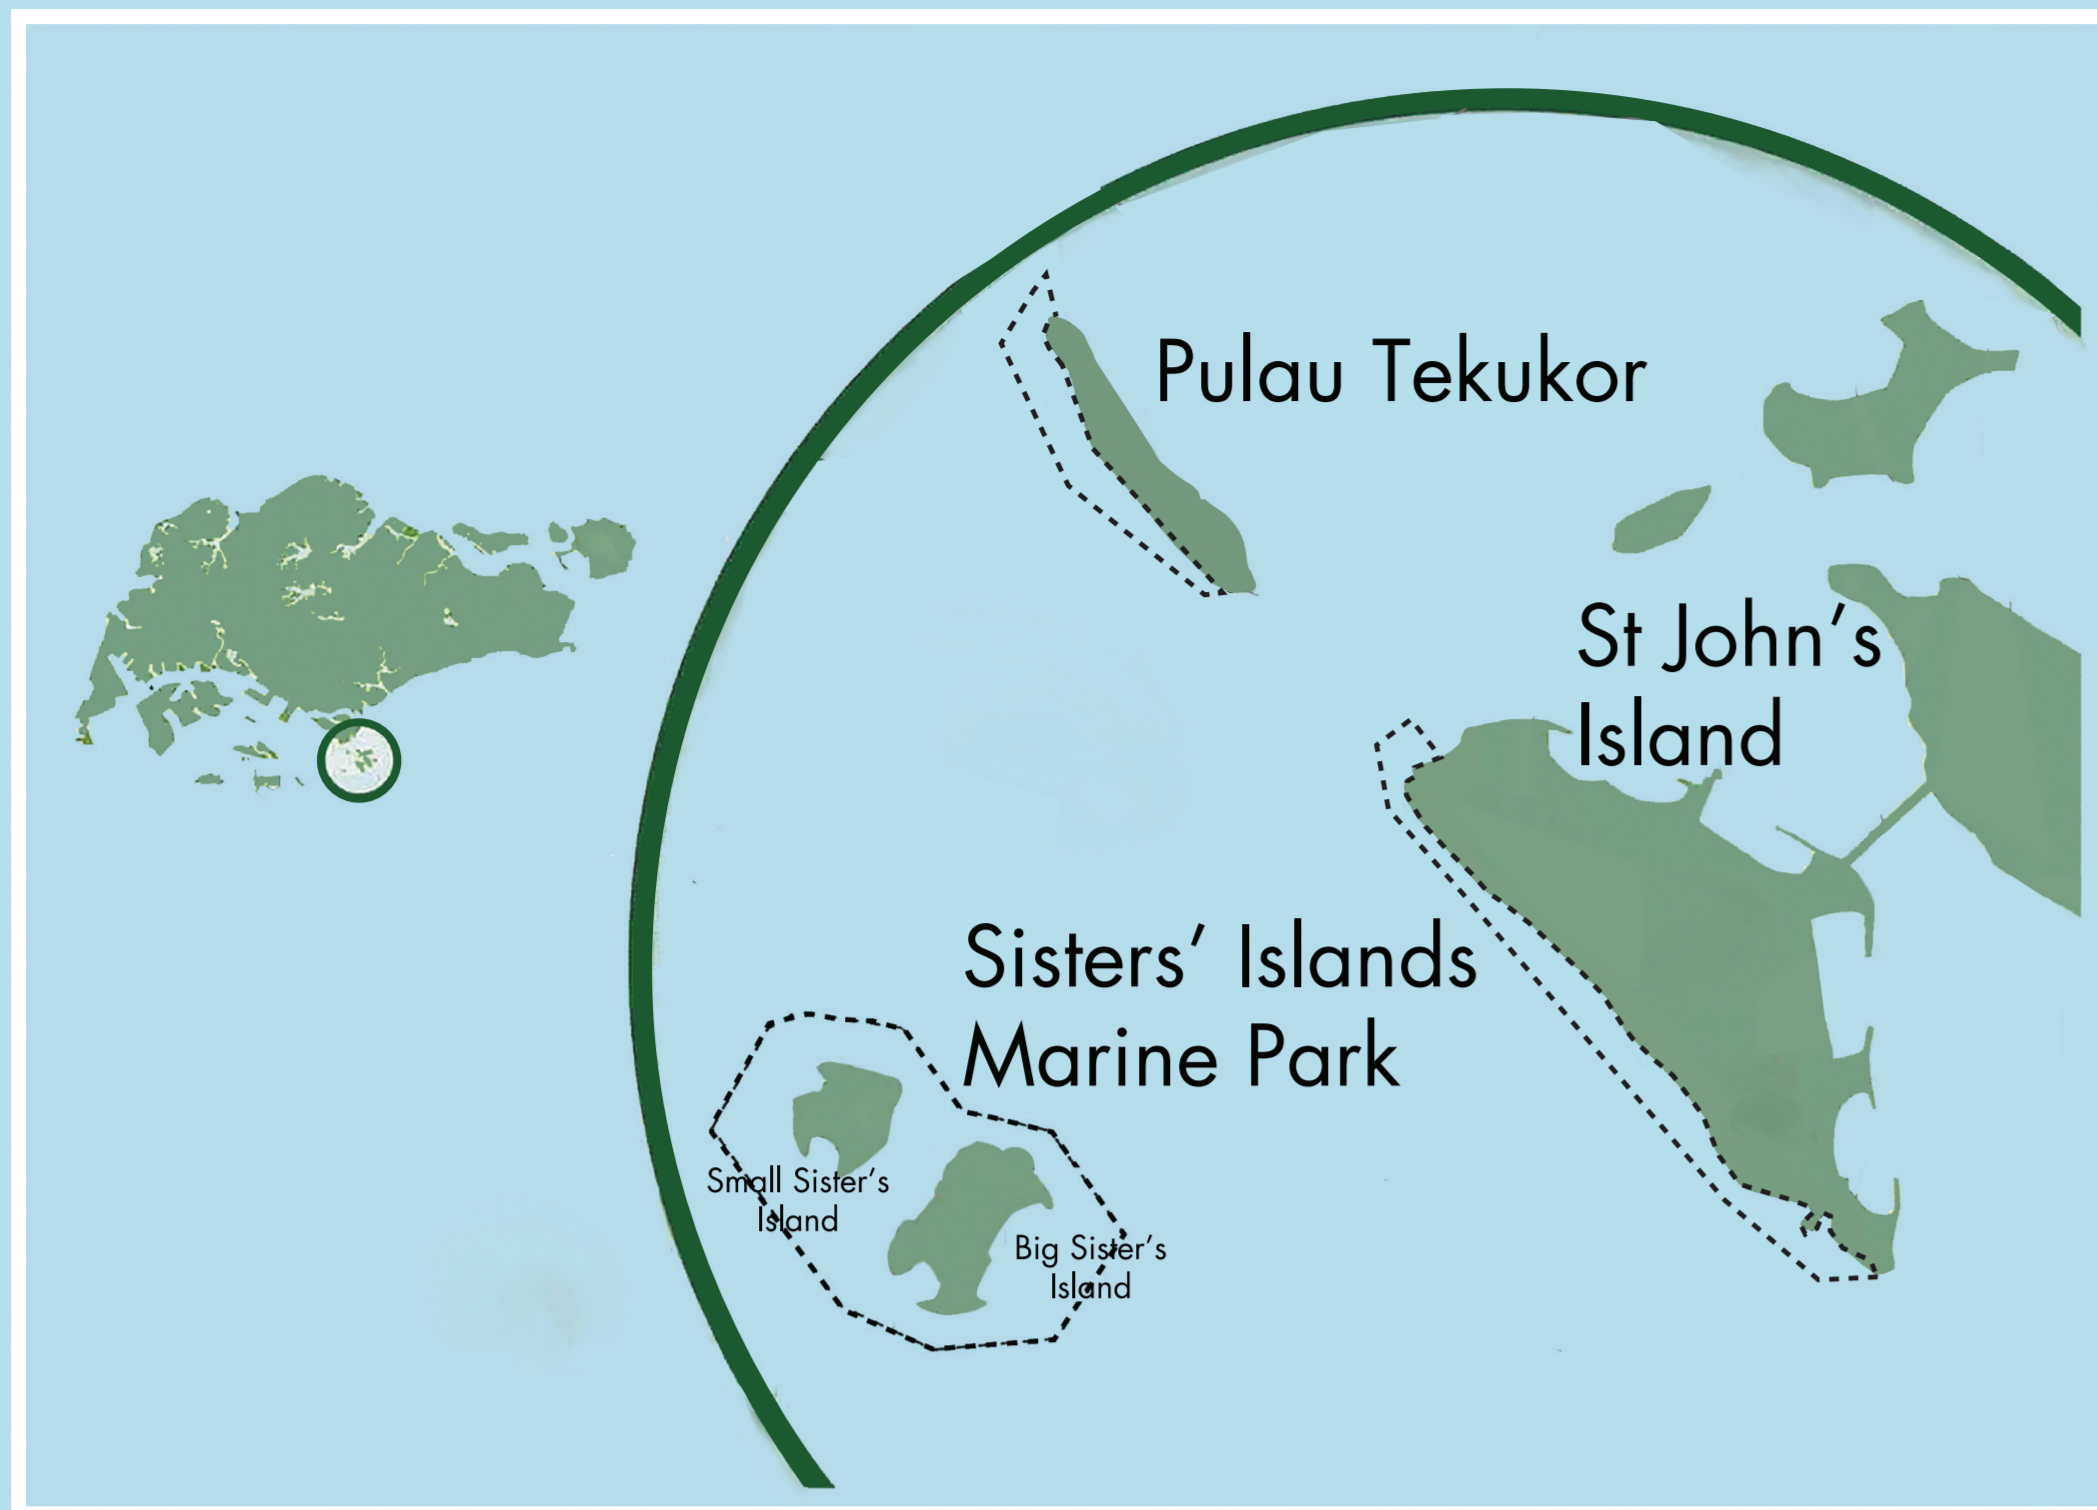 Pulau Tekukor
St John's
Island
Sisters' Islands
Marine Park
Small Sister's
Island
Big Sister's
Island